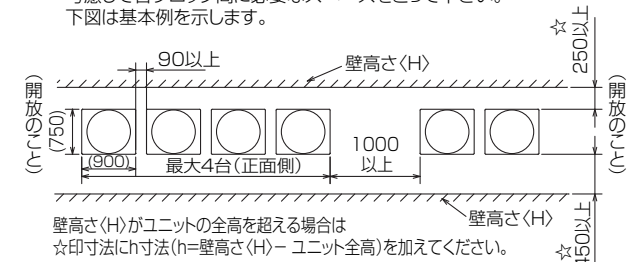 下図は基本例を示します。
☆
250以上
90以上
壁高さ〈H〉
(開放のこと)
(開放のこと)
(750)
(900)
最大4台(正面側)
1000
以上
壁高さ〈H〉
壁高さ〈H〉がユニットの全高を超える場合は
☆印寸法にh寸法(h=壁高さ〈H〉− ユニット全高)を加えてください。
☆
450以上